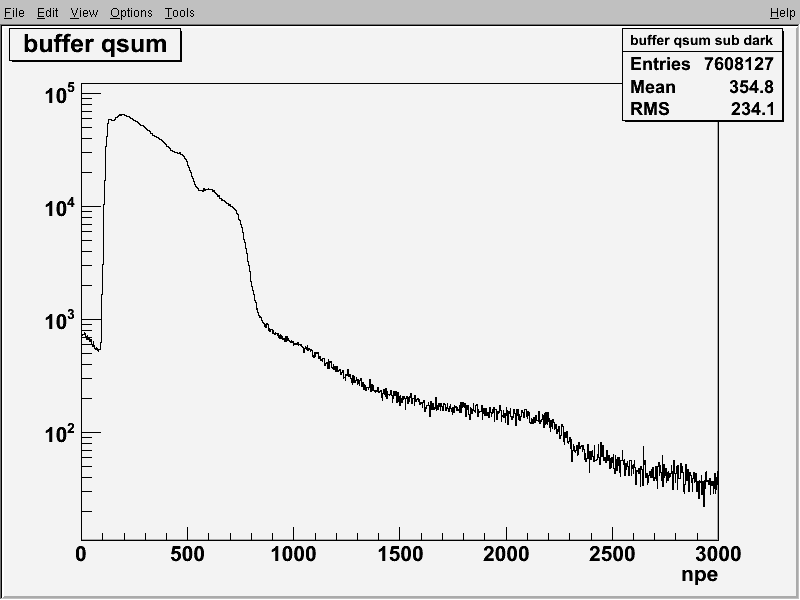 File Edit View Options Tools Help
buffer qsum
buffer qsum sub dark
Entries 7608127
Mean 354.8
RMS 234.1
10^5
10^4
10^3
10^2
0 500 1000 1500 2000 2500 3000
npe